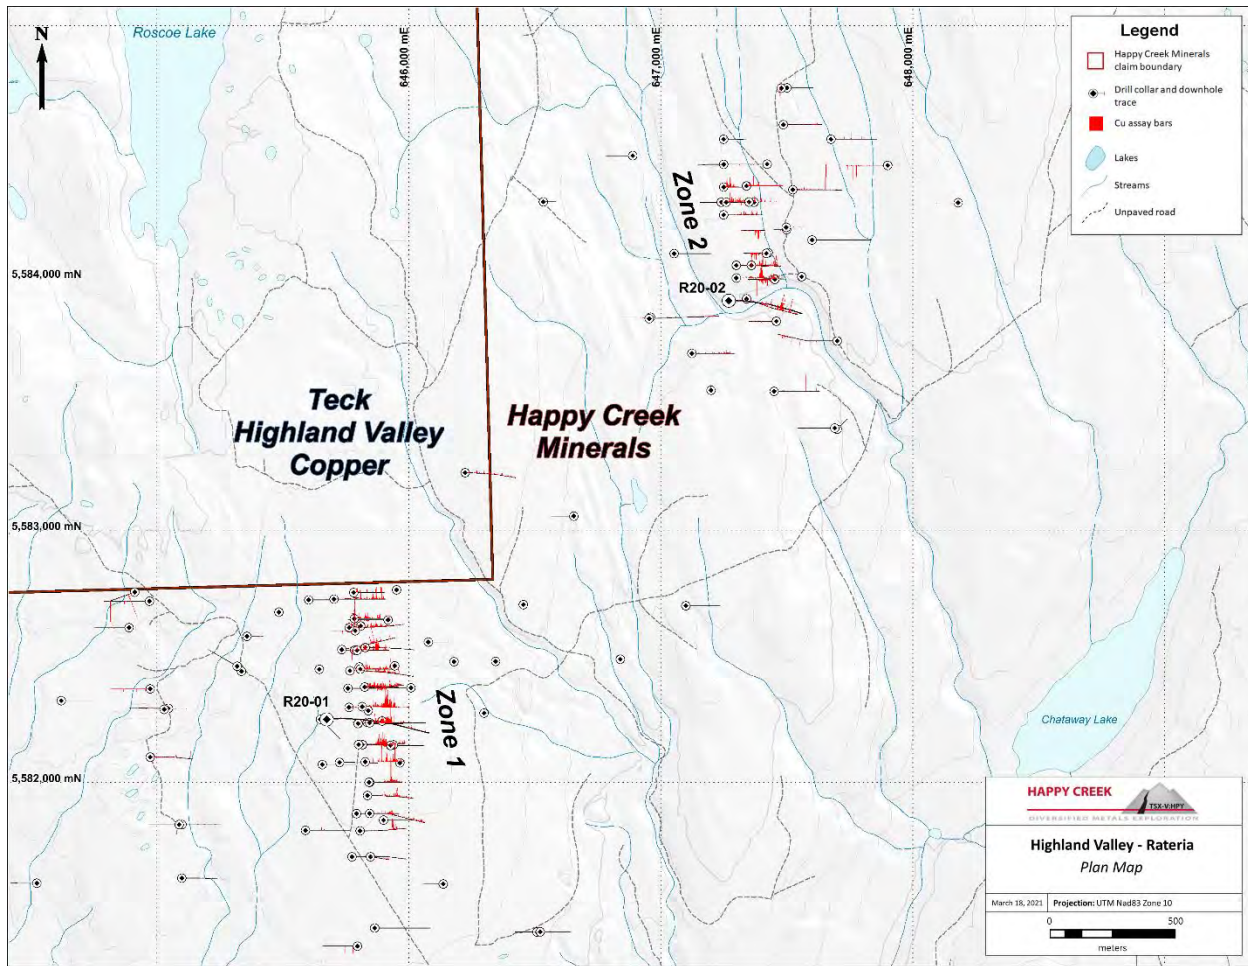 Roscoe Lake
N
646,000 mE
647,000 mE
648,000 mE
Legend
Happy Creek Minerals
claim boundary
Drill collar and downhole
trace
Cu assay bars
Lakes
Streams
Unpaved road
Zone 2
5,584,000 mN
R20-02
Teck
Highland Valley
Copper
Happy Creek
Minerals
5,583,000 mN
R20-01
Zone 1
Chataway Lake
5,582,000 mN
HAPPY CREEK
TSX-V:HPY
DIVERSIFIED METALS EXPLORATION
Highland Valley - Rateria
Plan Map
March 18, 2021
Projection: UTM Nad83 Zone 10
0 500
meters